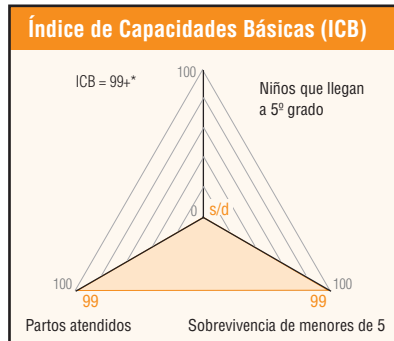 Índice de Capacidades Básicas (ICB)
ICB = 99+*
100
Niños que llegan
a 5º grado
0
s/d
100
100
99
99
Partos atendidos
Sobrevivencia de menores de 5